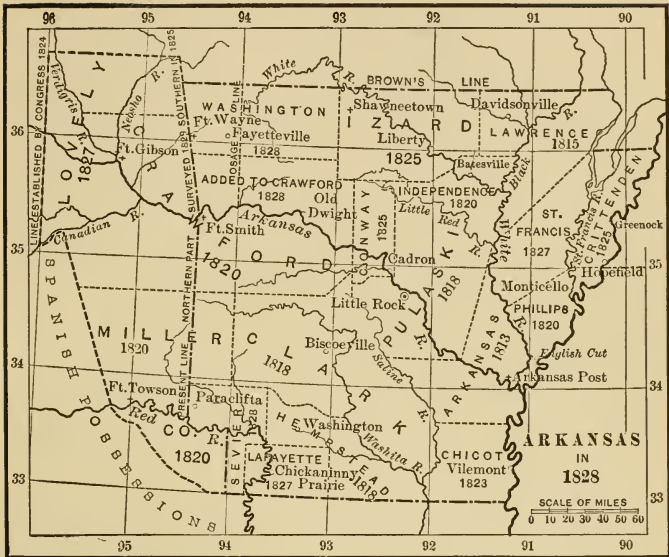 96 95 94 93 92 91 90
LINE ESTABLISHED BY CONGRESS 1824
SURVEYED 1829 SOUTHERN IN 1825
OSAGE LINE
White R.
BROWN'S LINE
Venturis R.
LOVELY
1827
Neosho R.
WASHINGTON
Shawneetown
Davidsonville
R.
36
Ft. Wayne
Fayetteville
1828
IZARD
1825
Liberty
LAWRENCE
1815
36
Ft. Gibson
Batesville
Black
ADDED TO CRAWFORD
1828
Old
Dwight
INDEPENDENCE
1820
Little
Red
R.
White
R.
ST.
FRANCIS
1827
St. Francis R.
CRITTENDEN
1825
Greenock
Canadian R.
Ft. Smith
Arkansas
CRAWFORD
1820
CONWAY
1825
Cadron
Hopefield
35
35
Monticello
PHILLIPS
1820
NORTHERN PART
PRESENT LINE
Little Rock
PULASKI
1818
ARKANSAS
1813
SPANISH POSSESSIONS
MILLER CO.
1820
1820
CLARK
1818
Biscoeville
Saline
R.
English Cut
Arkansas Post
34
34
Ft. Towson
Red
R.
Paraclifta
SEVIER
1828
HEMPSTEAD
1818
Washington
Washita R.
LAFAYETTE
1827
Chickaninny
Prairie
CHICOT
Vilemont
1823
33
33
ARKANSAS
IN
1828
SCALE OF MILES
0 10 20 30 40 50 60
95 94 93 92 91 90